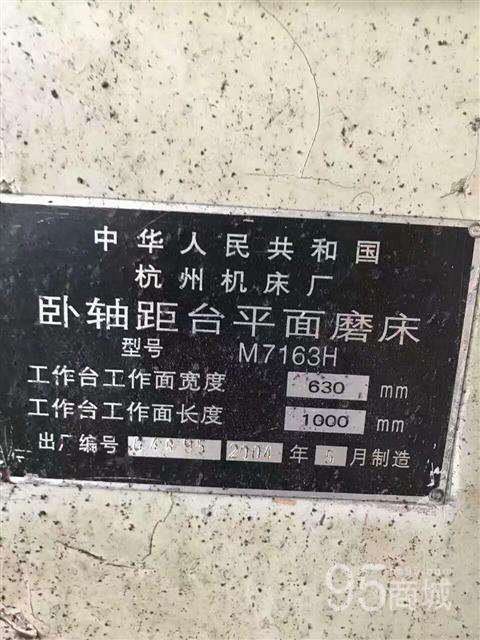 中华人民共和国
杭州机床厂
卧轴距台平面磨床
型号 M7163H
工作台工作面宽度 630 mm
工作台工作面长度 1000 mm
出厂编号 2004 年 5 月制造
95商城